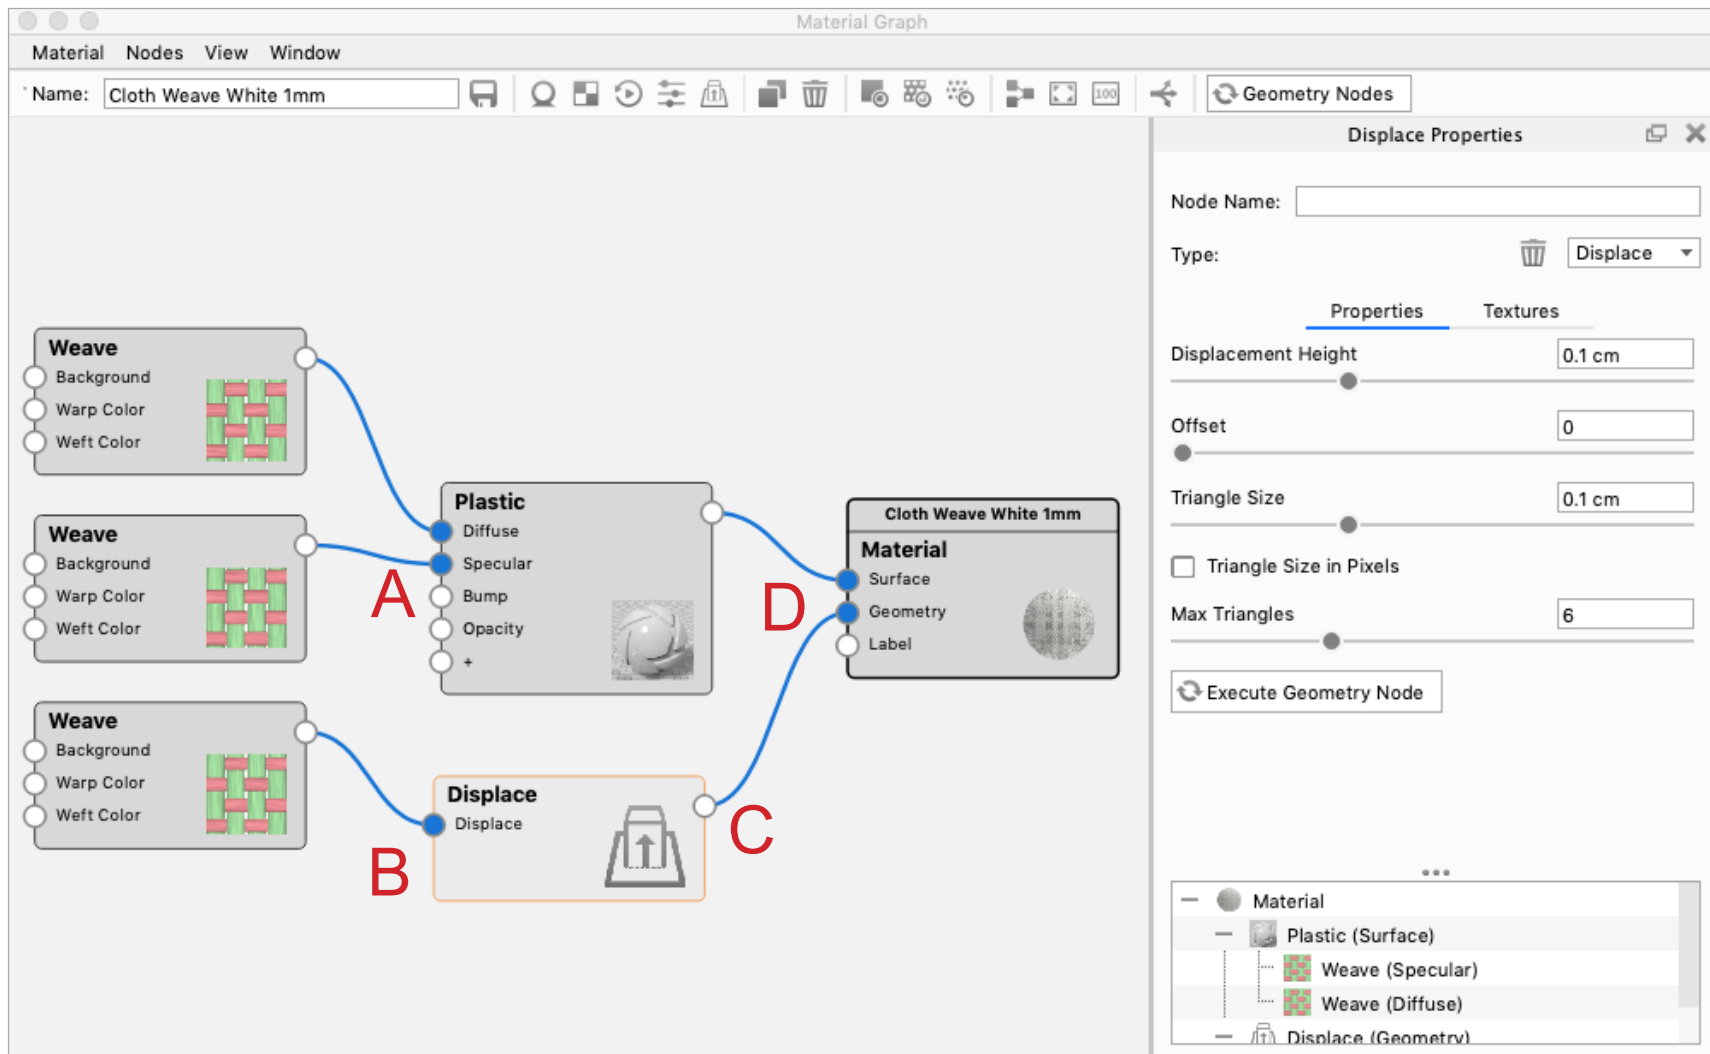 Material Graph
Material Nodes View Window
Name: Cloth Weave White 1mm 100 Geometry Nodes
Displace Properties
Node Name:
Type: Displace
Properties Textures
Displacement Height 0.1 cm
Offset 0
Triangle Size 0.1 cm
Triangle Size in Pixels
Max Triangles 6
Execute Geometry Node
Weave
Background
Warp Color
Weft Color
Weave
Background
Warp Color
Weft Color
Weave
Background
Warp Color
Weft Color
A
B
Plastic
Diffuse
Specular
Bump
Opacity
+
Displace
Displace
C
D
Cloth Weave White 1mm
Material
Surface
Geometry
Label
Material
Plastic (Surface)
Weave (Specular)
Weave (Diffuse)
Displace (Geometry)